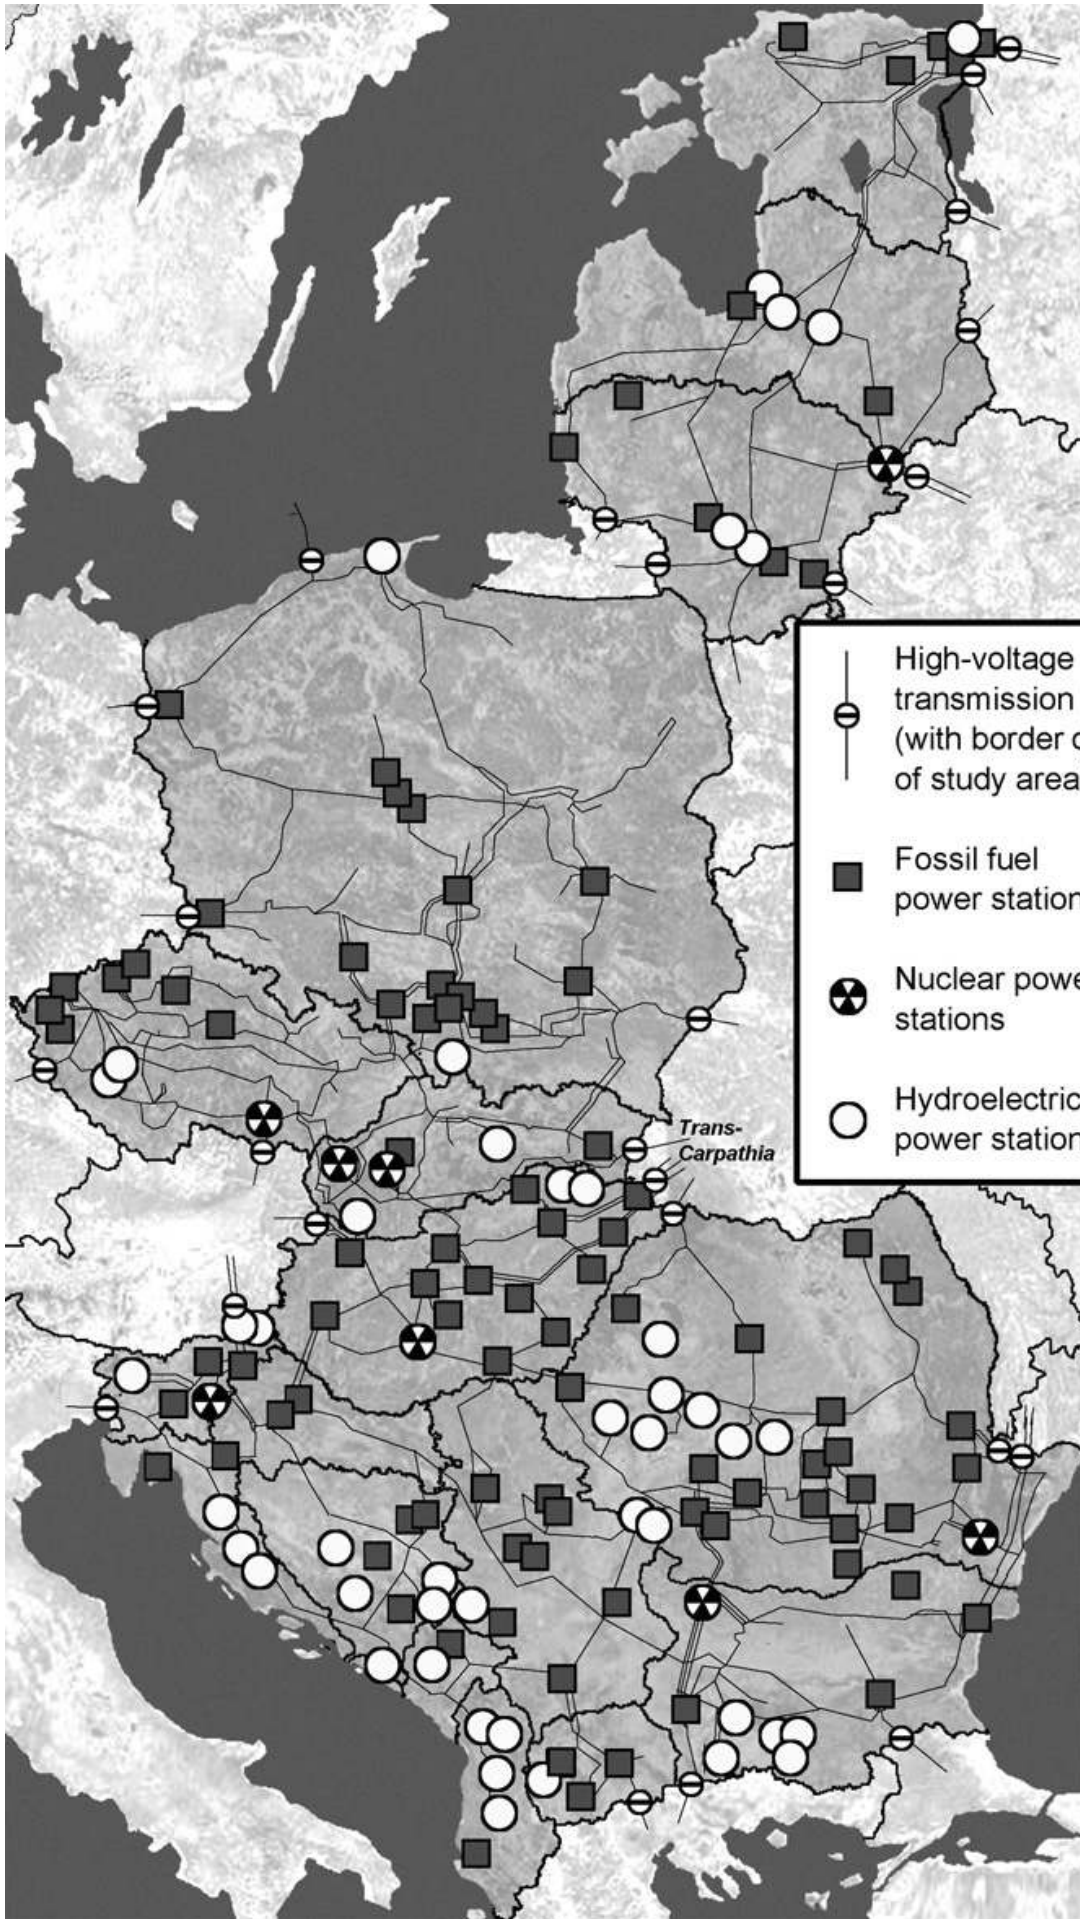 High-voltage
transmission
(with border
of study area
Fossil fuel
power station
Nuclear powe
stations
Hydroelectric
power station
Trans-
Carpathia